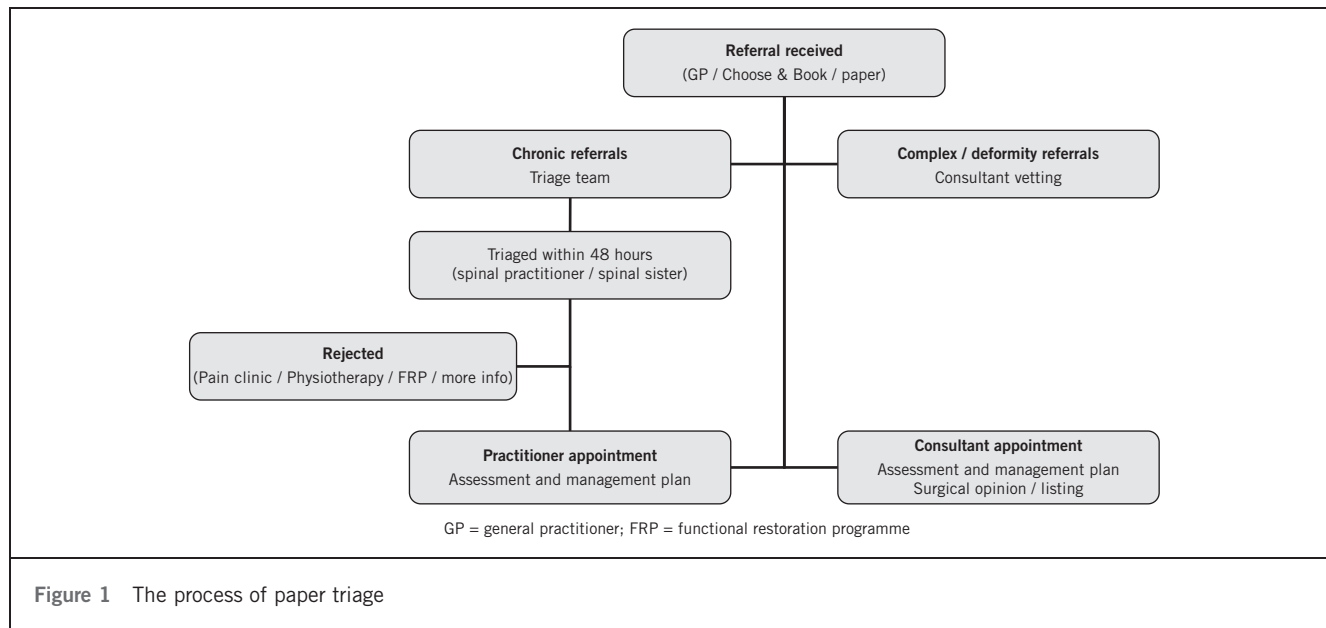 Referral received
(GP / Choose & Book / paper)
Chronic referrals
Triage team
Complex / deformity referrals
Consultant vetting
Triaged within 48 hours
(spinal practitioner / spinal sister)
Rejected
(Pain clinic / Physiotherapy / FRP / more info)
Practitioner appointment
Assessment and management plan
Consultant appointment
Assessment and management plan
Surgical opinion / listing
GP = general practitioner; FRP = functional restoration programme
Figure 1 The process of paper triage